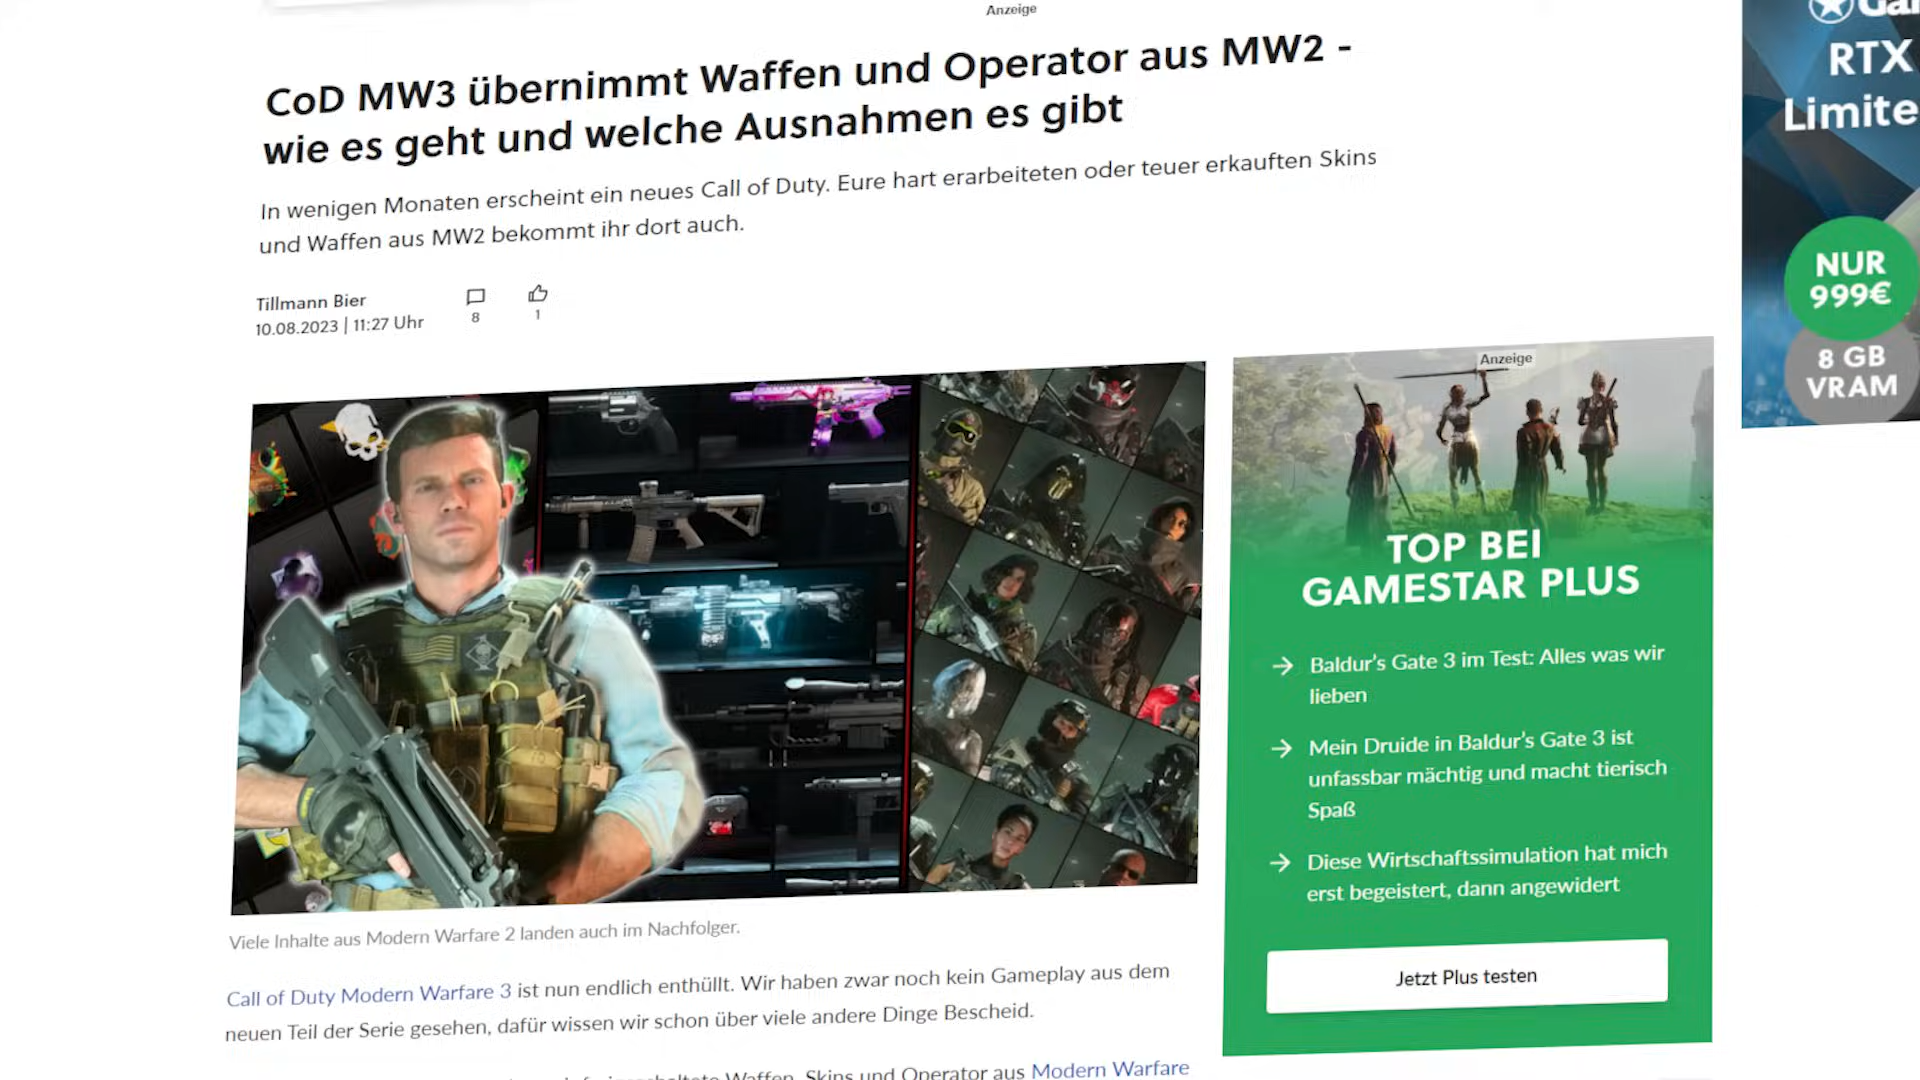 Anzeige
CoD MW3 übernimmt Waffen und Operator aus MW2 -
wie es geht und welche Ausnahmen es gibt
In wenigen Monaten erscheint ein neues Call of Duty. Eure hart erarbeiteten oder teuer erkauften Skins
und Waffen aus MW2 bekommt ihr dort auch.
Tillmann Bier
10.08.2023 | 11:27 Uhr
8
1
Viele Inhalte aus Modern Warfare 2 landen auch im Nachfolger.
Call of Duty Modern Warfare 3 ist nun endlich enthüllt. Wir haben zwar noch kein Gameplay aus dem
neuen Teil der Serie gesehen, dafür wissen wir schon über viele andere Dinge Bescheid.
Waffen, Skins und Operator aus Modern Warfare
Anzeige
TOP BEI
GAMESTAR PLUS
Baldur's Gate 3 im Test: Alles was wir
lieben
Mein Druide in Baldur's Gate 3 ist
unfassbar mächtig und macht tierisch
Spaß
Diese Wirtschaftssimulation hat mich
erst begeistert, dann angewidert
Jetzt Plus testen
RTX
Limite
NUR
999€
8 GB
VRAM